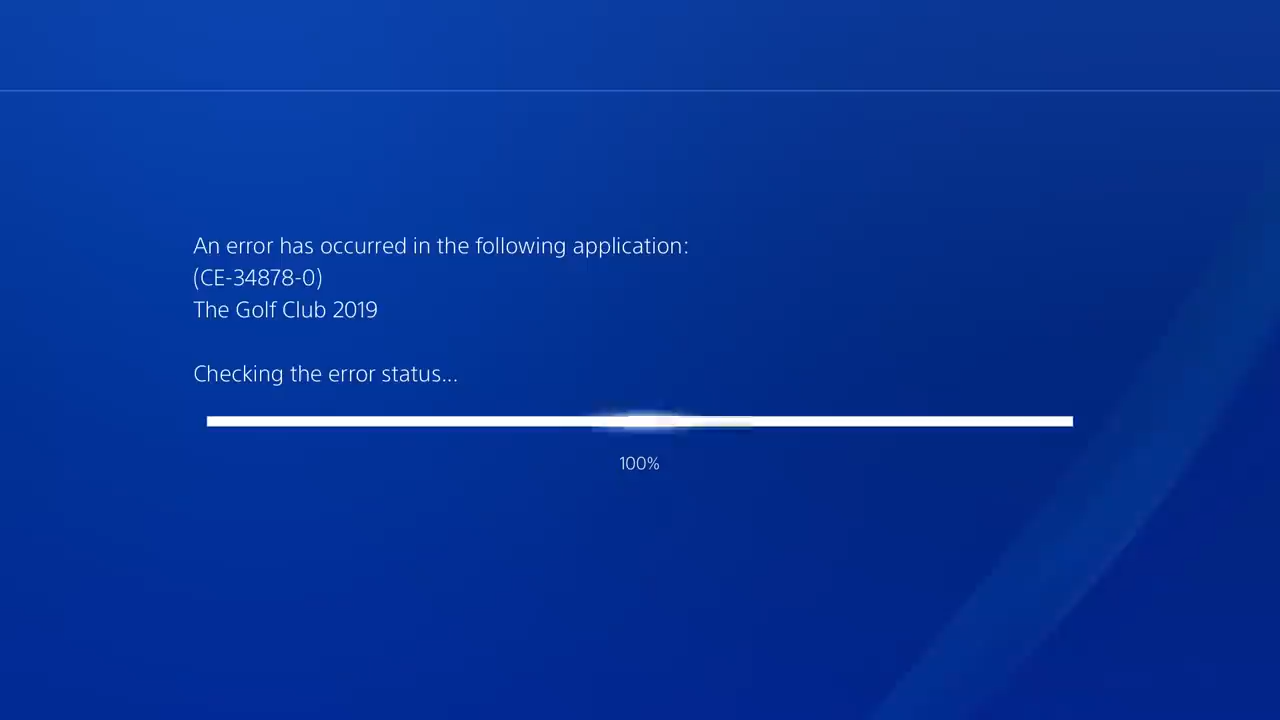 An error has occurred in the following application:
(CE-34878-0)
The Golf Club 2019
Checking the error status...
100%